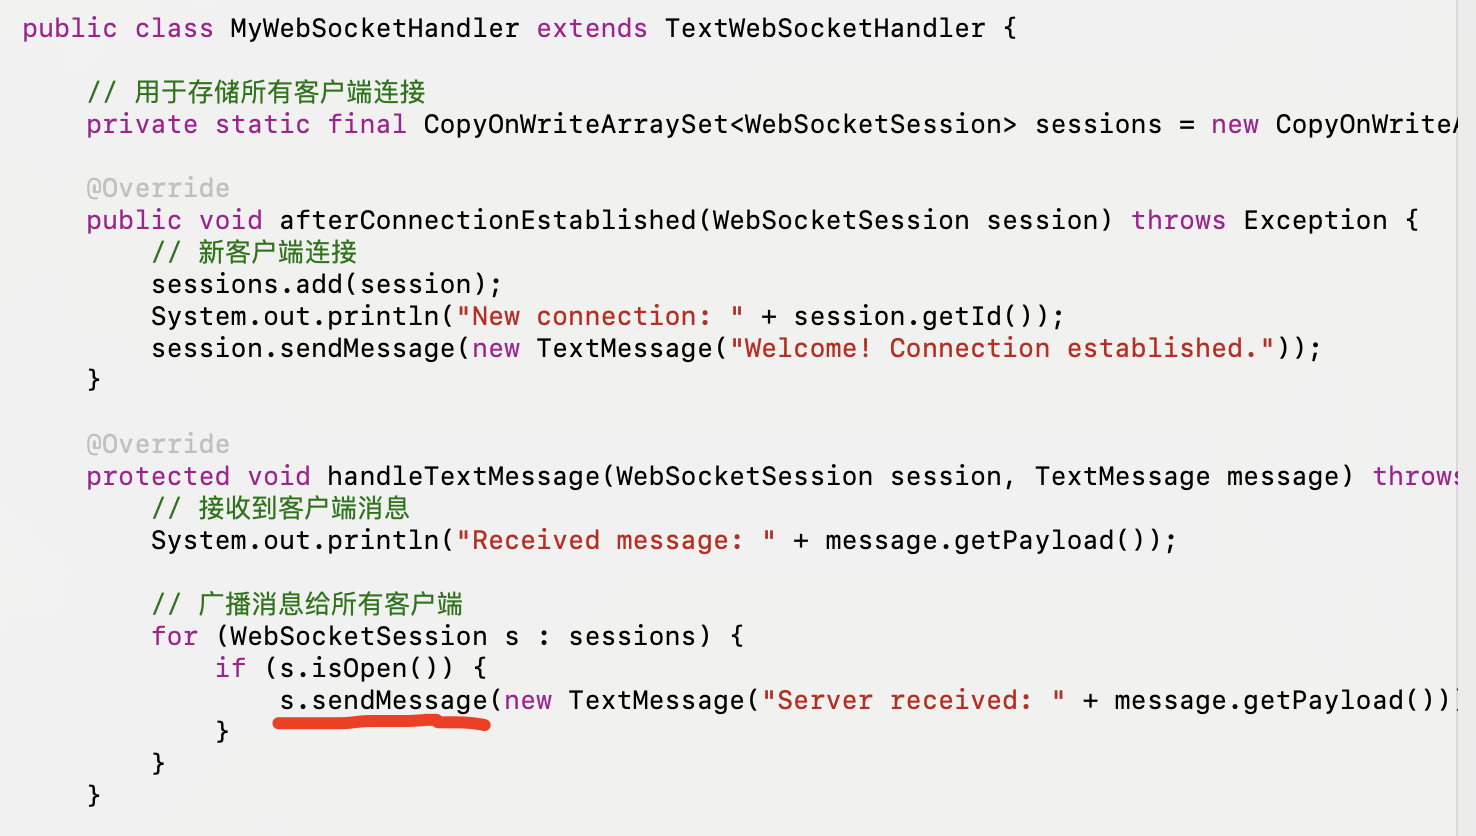 public class MyWebSocketHandler extends TextWebSocketHandler {
// 用于存储所有客户端连接
private static final CopyOnWriteArraySet<WebSocketSession> sessions = new CopyOnWriteA
@Override
public void afterConnectionEstablished(WebSocketSession session) throws Exception {
// 新客户端连接
sessions.add(session);
System.out.println("New connection: " + session.getId());
session.sendMessage(new TextMessage("Welcome! Connection established."));
}
@Override
protected void handleTextMessage(WebSocketSession session, TextMessage message) throws
// 接收到客户端消息
System.out.println("Received message: " + message.getPayload());
// 广播消息给所有客户端
for (WebSocketSession s : sessions) {
if (s.isOpen()) {
s.sendMessage(new TextMessage("Server received: " + message.getPayload()))
}
}
}